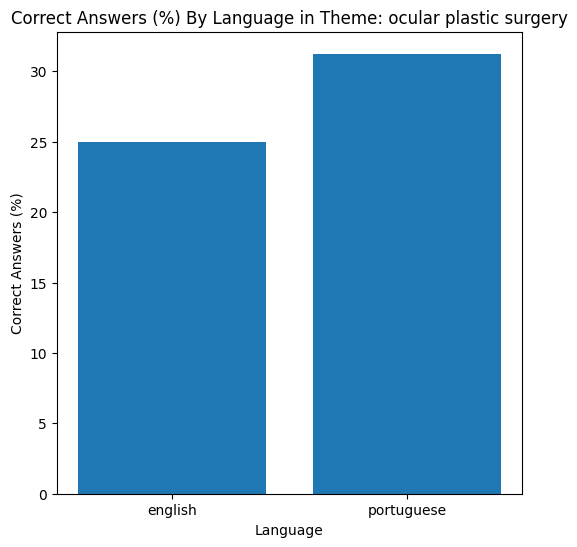 Correct Answers (%) By Language in Theme: ocular plastic surgery
Correct Answers (%)
30
25
20
15
10
5
0
english portuguese
Language